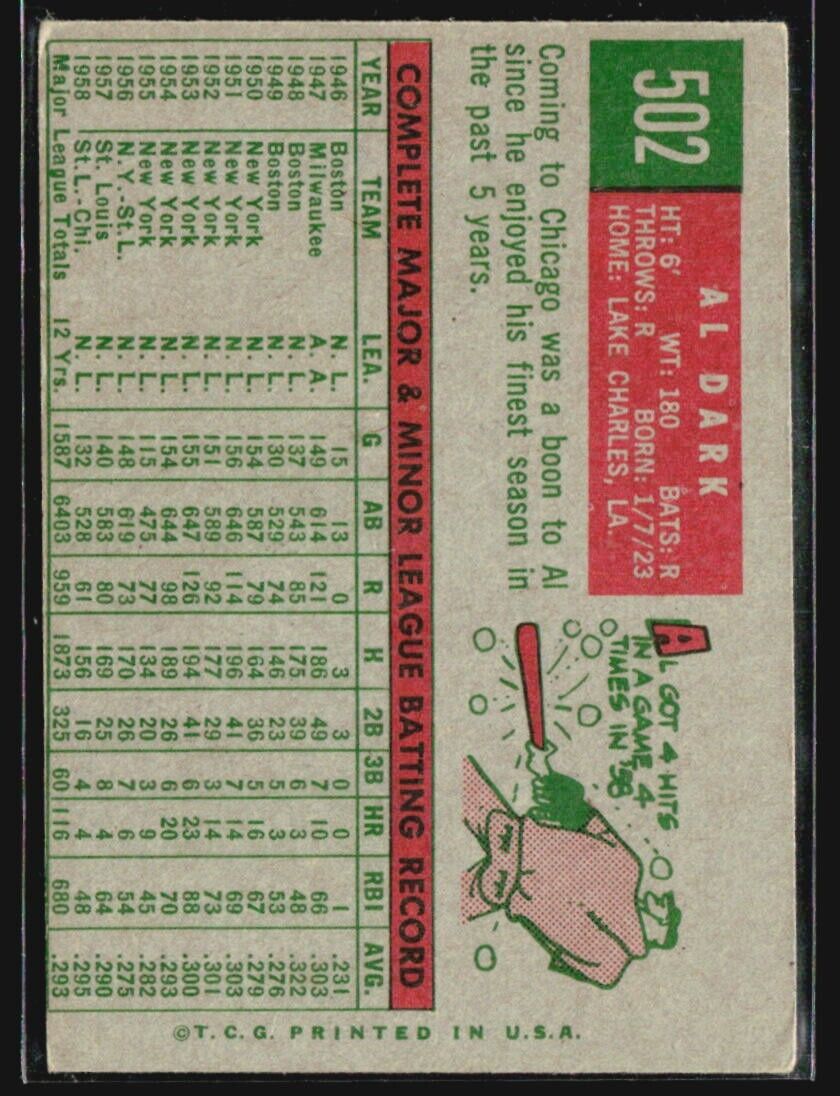 502
AL DARK
HT: 6' WT: 180 BATS: R
THROWS: R BORN: 1/7/23
HOME: LAKE CHARLES, LA.
Coming to Chicago was a boon to Al
since he enjoyed his finest season in
the past 5 years.
AL GOT 4 HITS
IN A GAME 4
TIMES IN '58
COMPLETE MAJOR & MINOR LEAGUE BATTING RECORD
YEAR TEAM LEA. G AB R H 2B 3B HR RBI AVG.
1946 Boston N. L. 15 13 0 3 3 0 0 1 .231
1947 Milwaukee A. A. 149 614 121 186 49 7 10 66 .303
1948 Boston N. L. 137 543 85 175 39 6 3 48 .322
1949 Boston N. L. 130 529 74 146 23 5 3 53 .276
1950 New York N. L. 154 587 79 164 36 5 16 67 .279
1951 New York N. L. 156 646 114 196 41 7 14 69 .303
1952 New York N. L. 151 589 92 177 29 3 14 73 .301
1953 New York N. L. 155 647 126 194 41 6 23 88 .300
1954 New York N. L. 154 644 98 189 26 6 20 70 .293
1955 New York N. L. 115 475 77 134 20 3 9 45 .282
1956 N.Y.-St.L. N. L. 148 619 73 170 26 7 6 54 .275
1957 St. Louis N. L. 140 583 80 169 25 8 4 64 .290
1958 St.L.-Chi. N. L. 132 528 61 156 16 4 4 48 .295
Major League Totals 12 Yrs. 1587 6403 959 1873 325 60 116 680 .293
©T.C.G. PRINTED IN U.S.A.